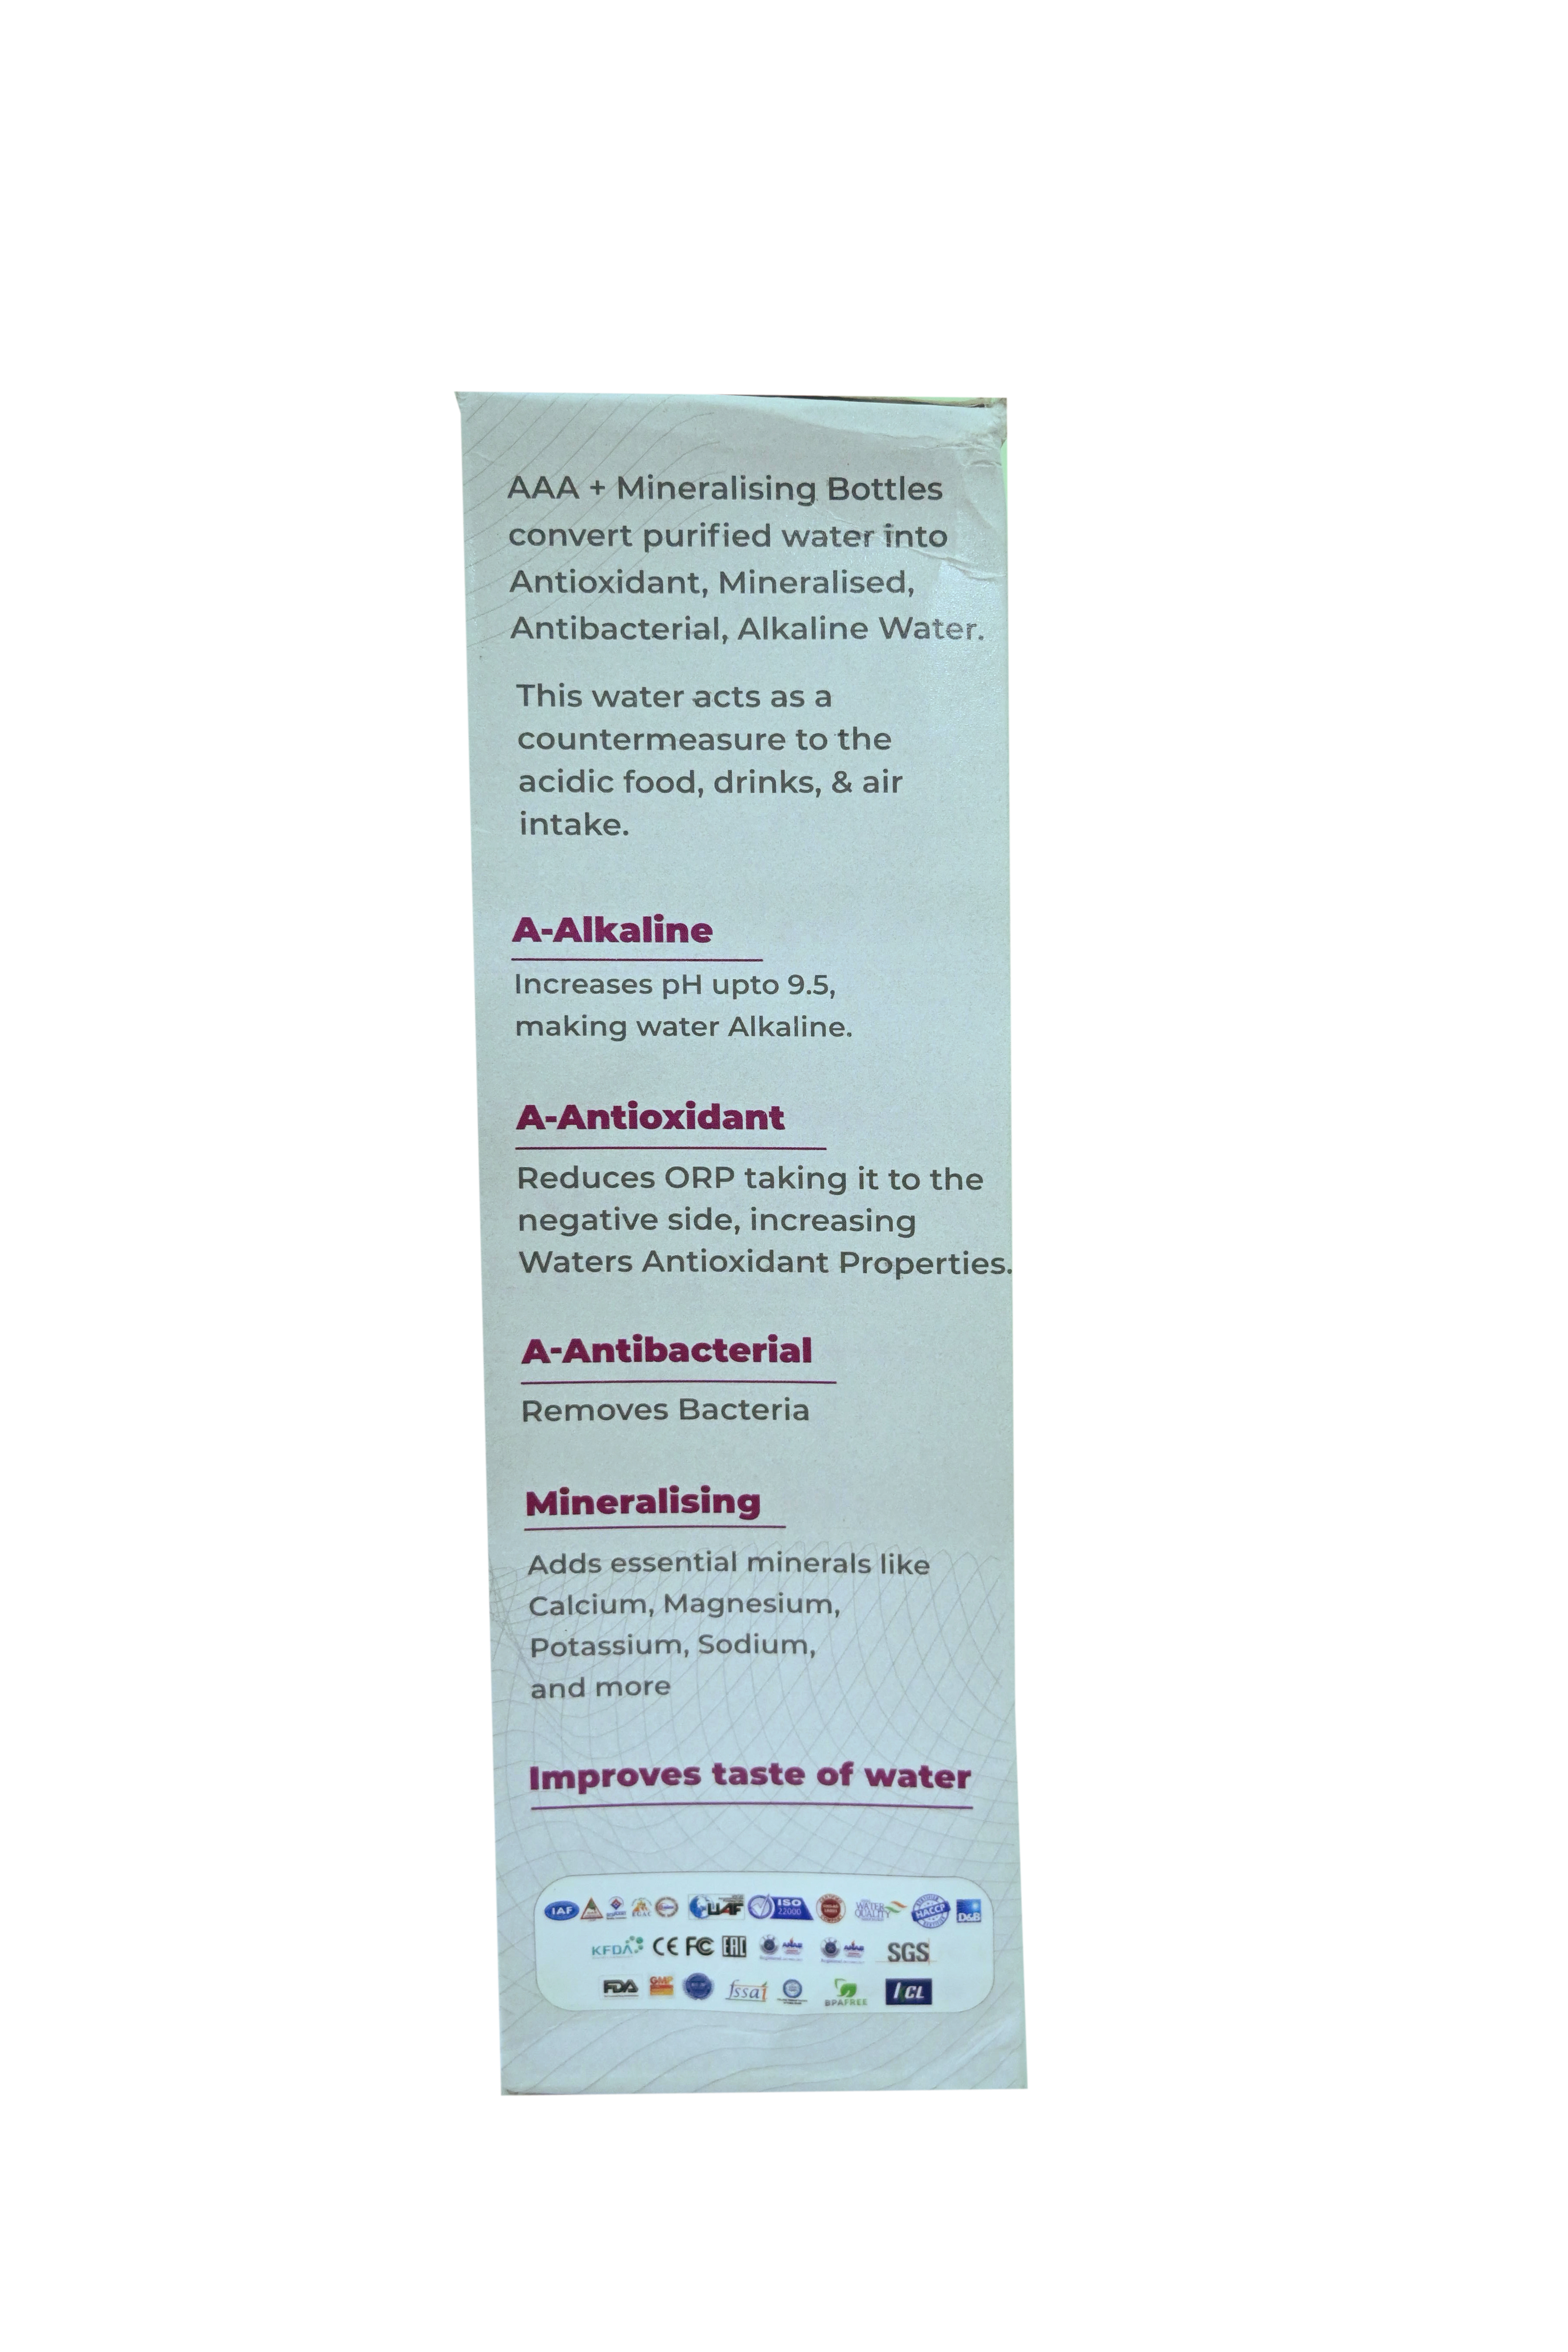 AAA + Mineralising Bottles
convert purified water into
Antioxidant, Mineralised,
Antibacterial, Alkaline Water.
This water acts as a
countermeasure to the
acidic food, drinks, & air
intake.
A-Alkaline
Increases pH upto 9.5,
making water Alkaline.
A-Antioxidant
Reduces ORP taking it to the
negative side, increasing
Waters Antioxidant Properties.
A-Antibacterial
Removes Bacteria
Mineralising
Adds essential minerals like
Calcium, Magnesium,
Potassium, Sodium,
and more
Improves taste of water
IAF UAF ISO 22000 WATER QUALITY HACCP D&B
KFDA CE FC EAC SGS
FDA GMP fssai BPAFREE ICL